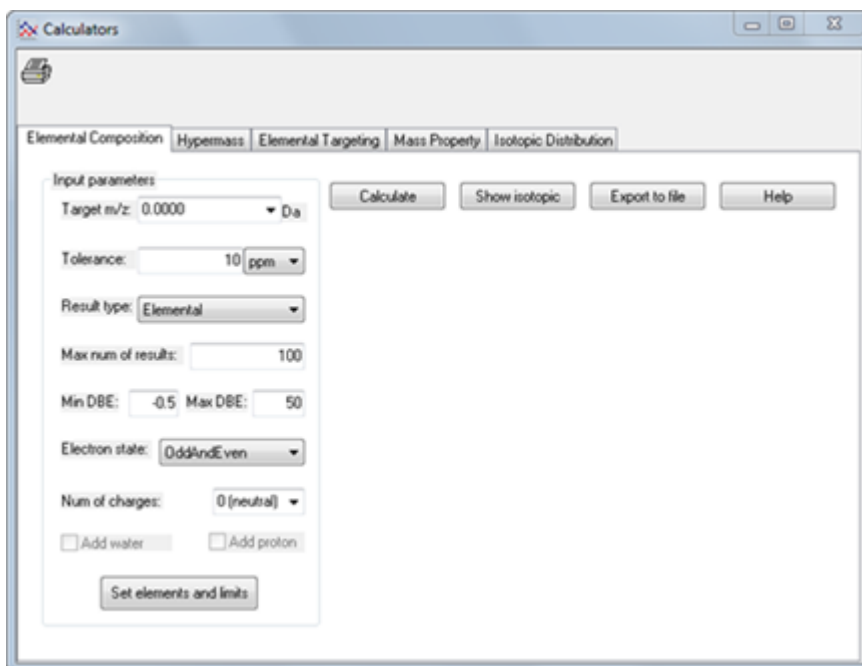 Calculators
Elemental Composition Hypermass Elemental Targeting Mass Property Isotopic Distribution
Input parameters
Target m/z: 0.0000 Da
Calculate Show isotopic Export to file Help
Tolerance: 10 ppm
Result type: Elemental
Max num of results: 100
Min DBE: -0.5 Max DBE: 50
Electron state: OddAndEven
Num of charges: 0 (neutral)
Add water Add proton
Set elements and limits